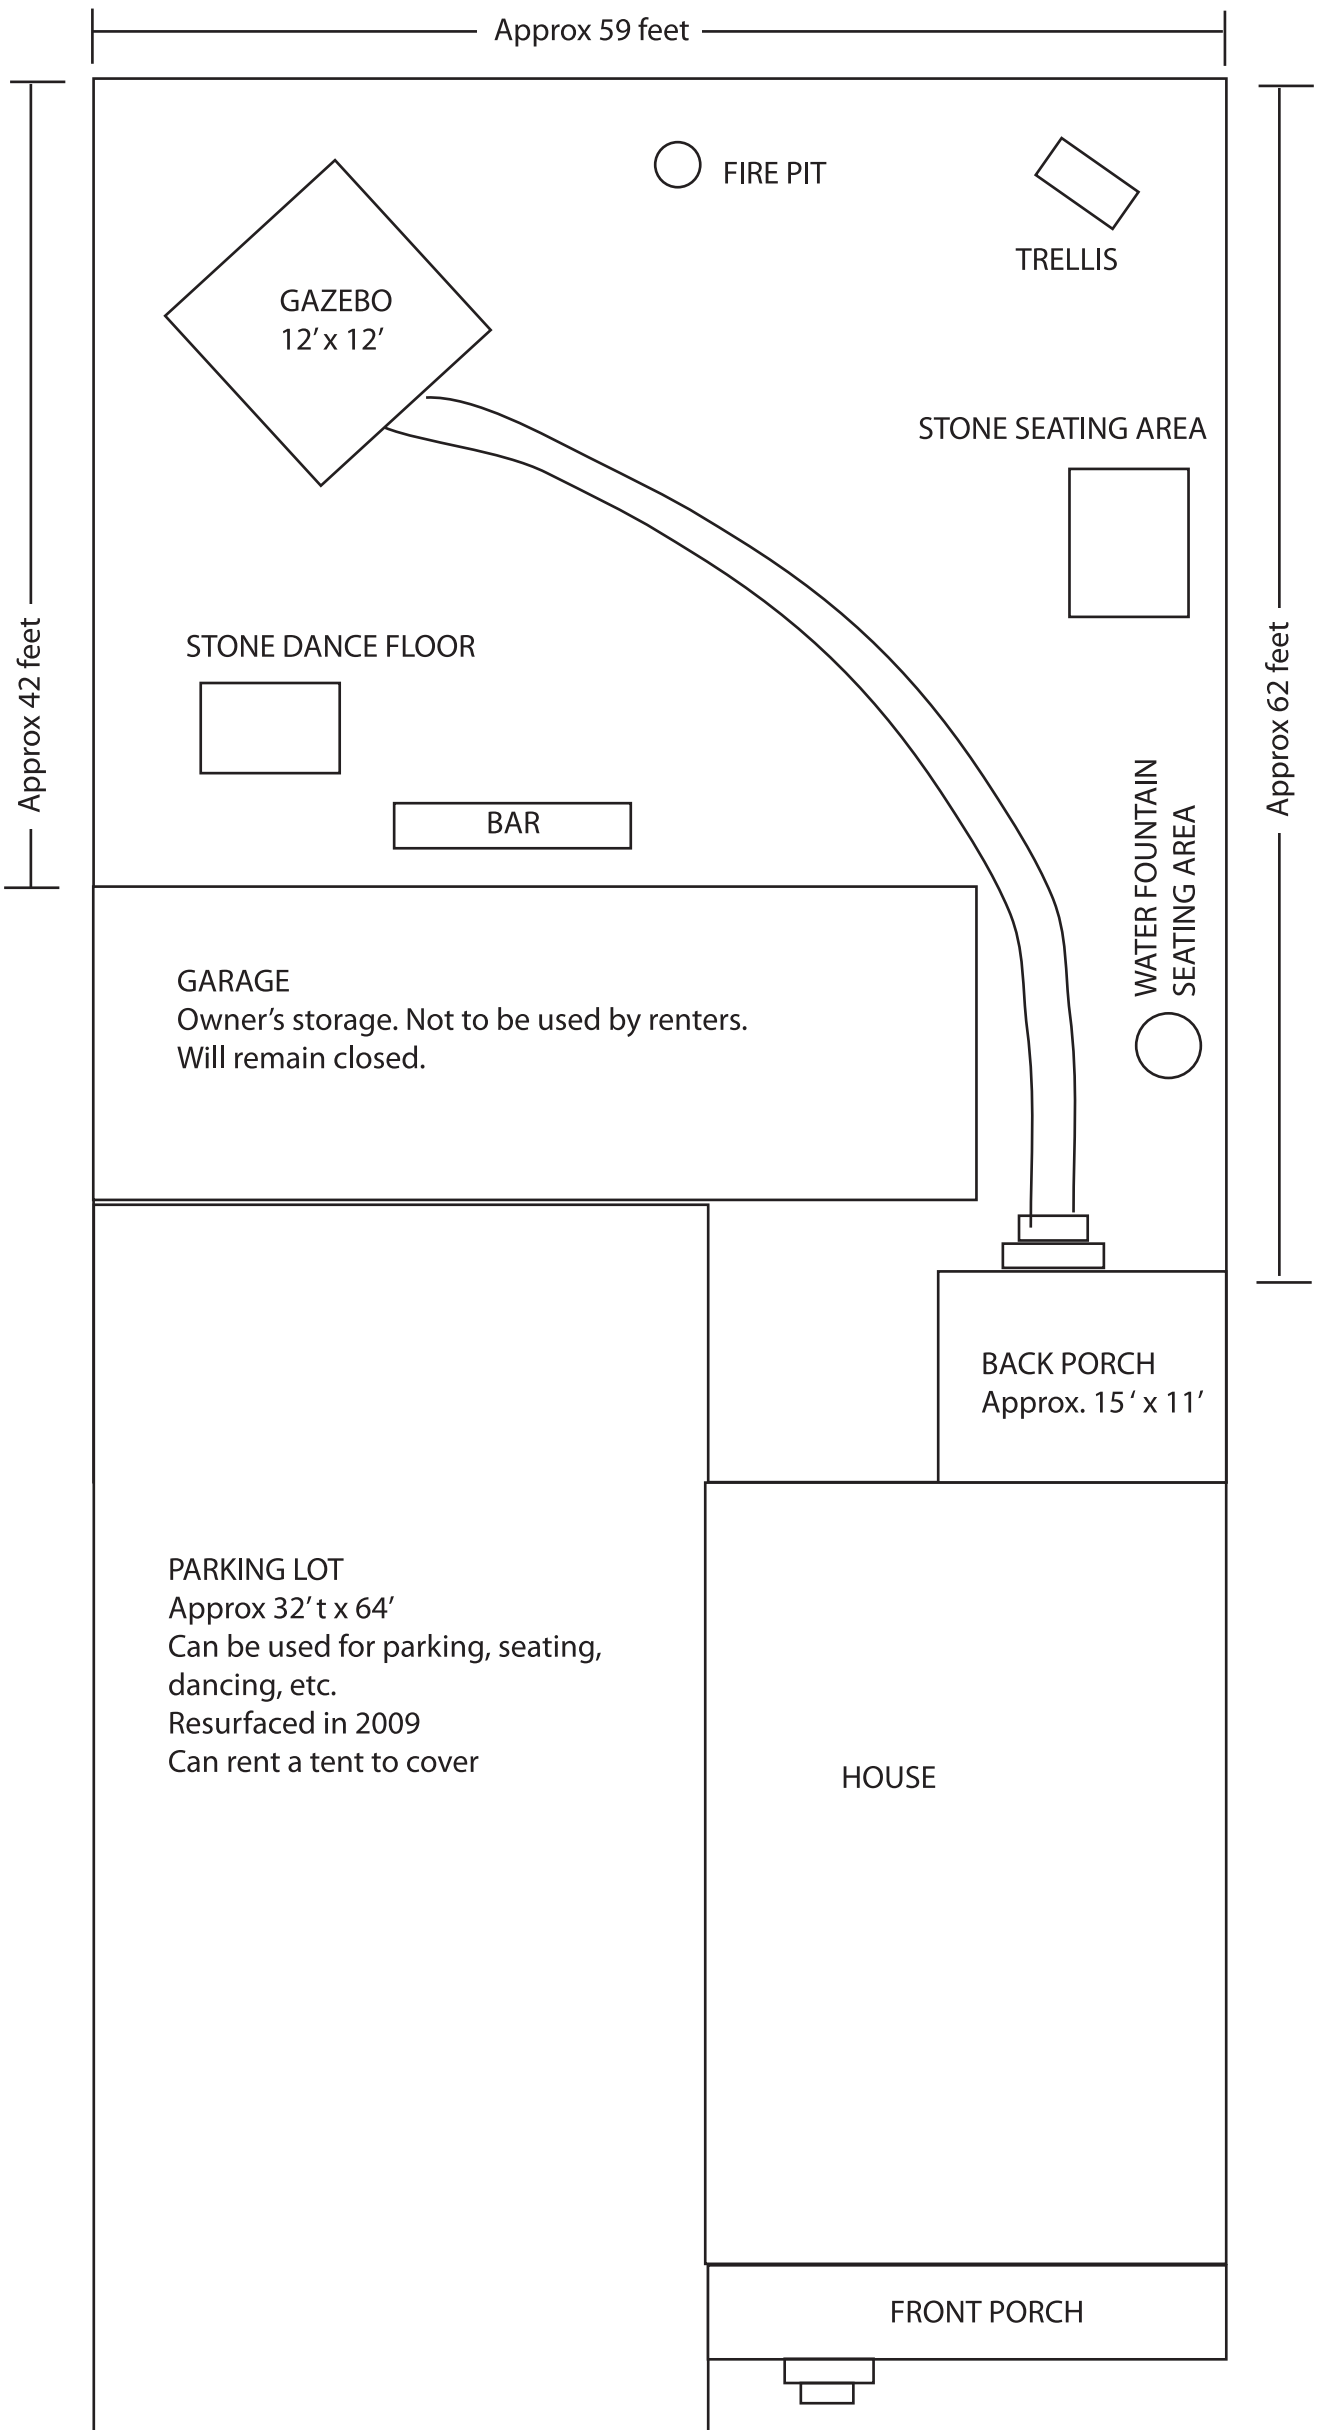 Approx 59 feet
FIRE PIT
TRELLIS
GAZEBO
12’ x 12’
STONE SEATING AREA
Approx 42 feet
Approx 62 feet
STONE DANCE FLOOR
BAR
WATER FOUNTAIN
SEATING AREA
GARAGE
Owner’s storage. Not to be used by renters.
Will remain closed.
BACK PORCH
Approx. 15 ‘ x 11’
PARKING LOT
Approx 32’ t x 64’
Can be used for parking, seating,
dancing, etc.
Resurfaced in 2009
Can rent a tent to cover
HOUSE
FRONT PORCH